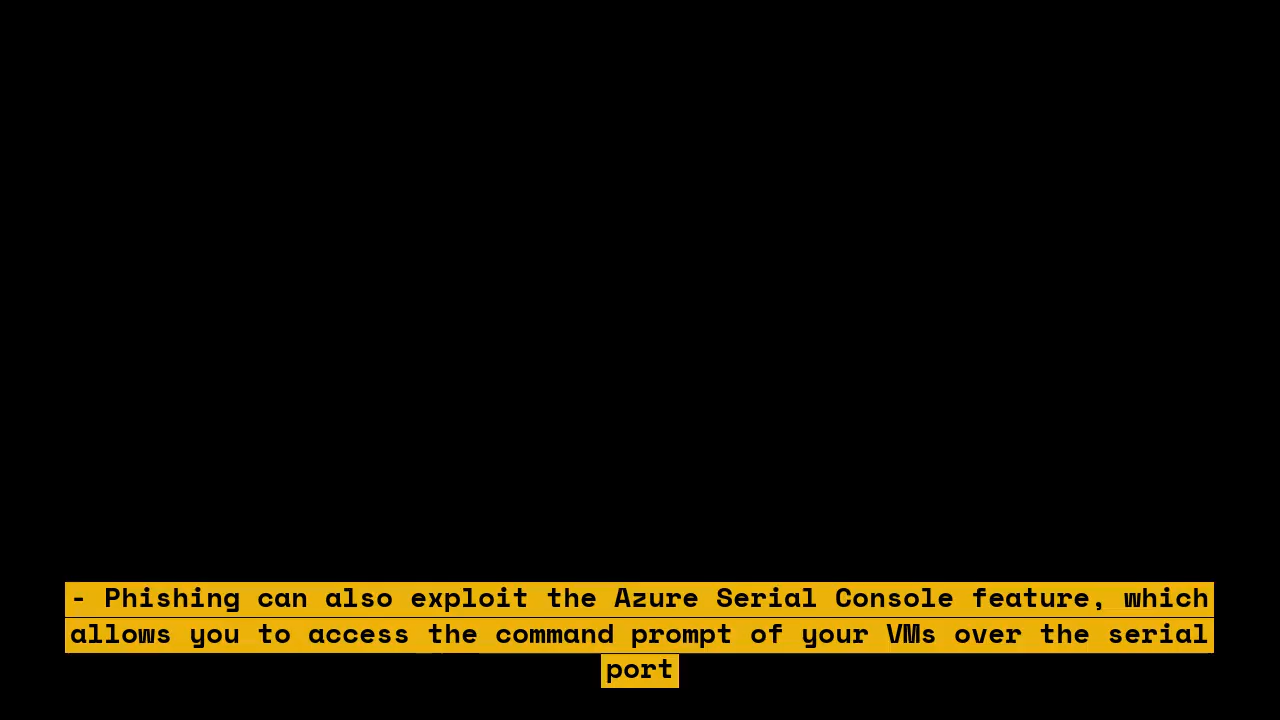 - Phishing can also exploit the Azure Serial Console feature, which
allows you to access the command prompt of your VMs over the serial
port